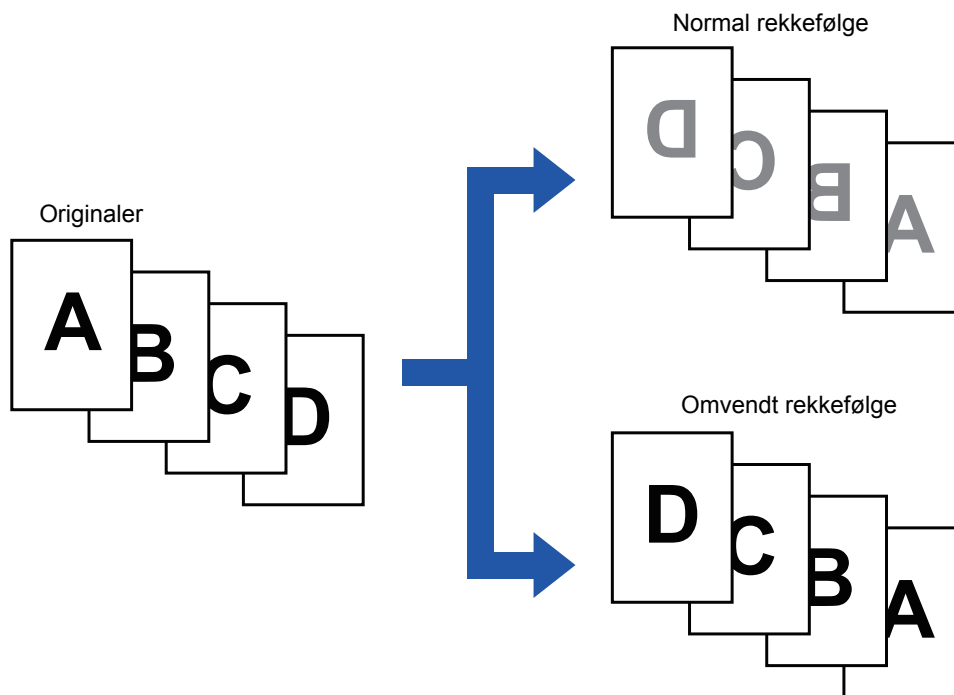 Originaler
A
B
C
D
Normal rekkefølge
D
C
B
A
Omvendt rekkefølge
D
C
B
A